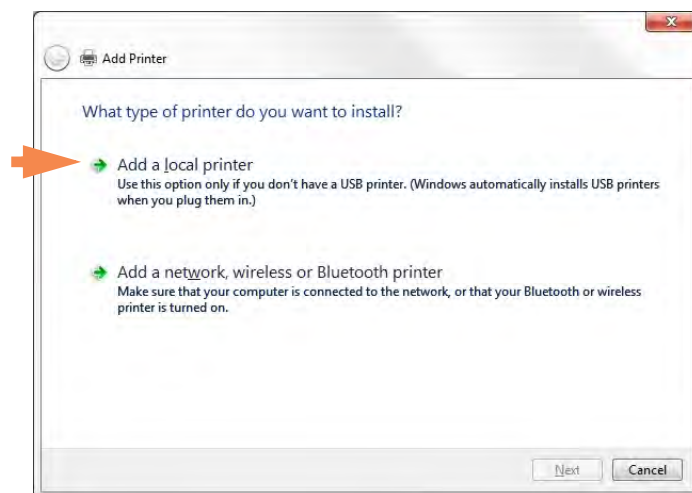 Add Printer
What type of printer do you want to install?
Add a local printer
Use this option only if you don't have a USB printer. (Windows automatically installs USB printers
when you plug them in.)
Add a network, wireless or Bluetooth printer
Make sure that your computer is connected to the network, or that your Bluetooth or wireless
printer is turned on.
Next Cancel